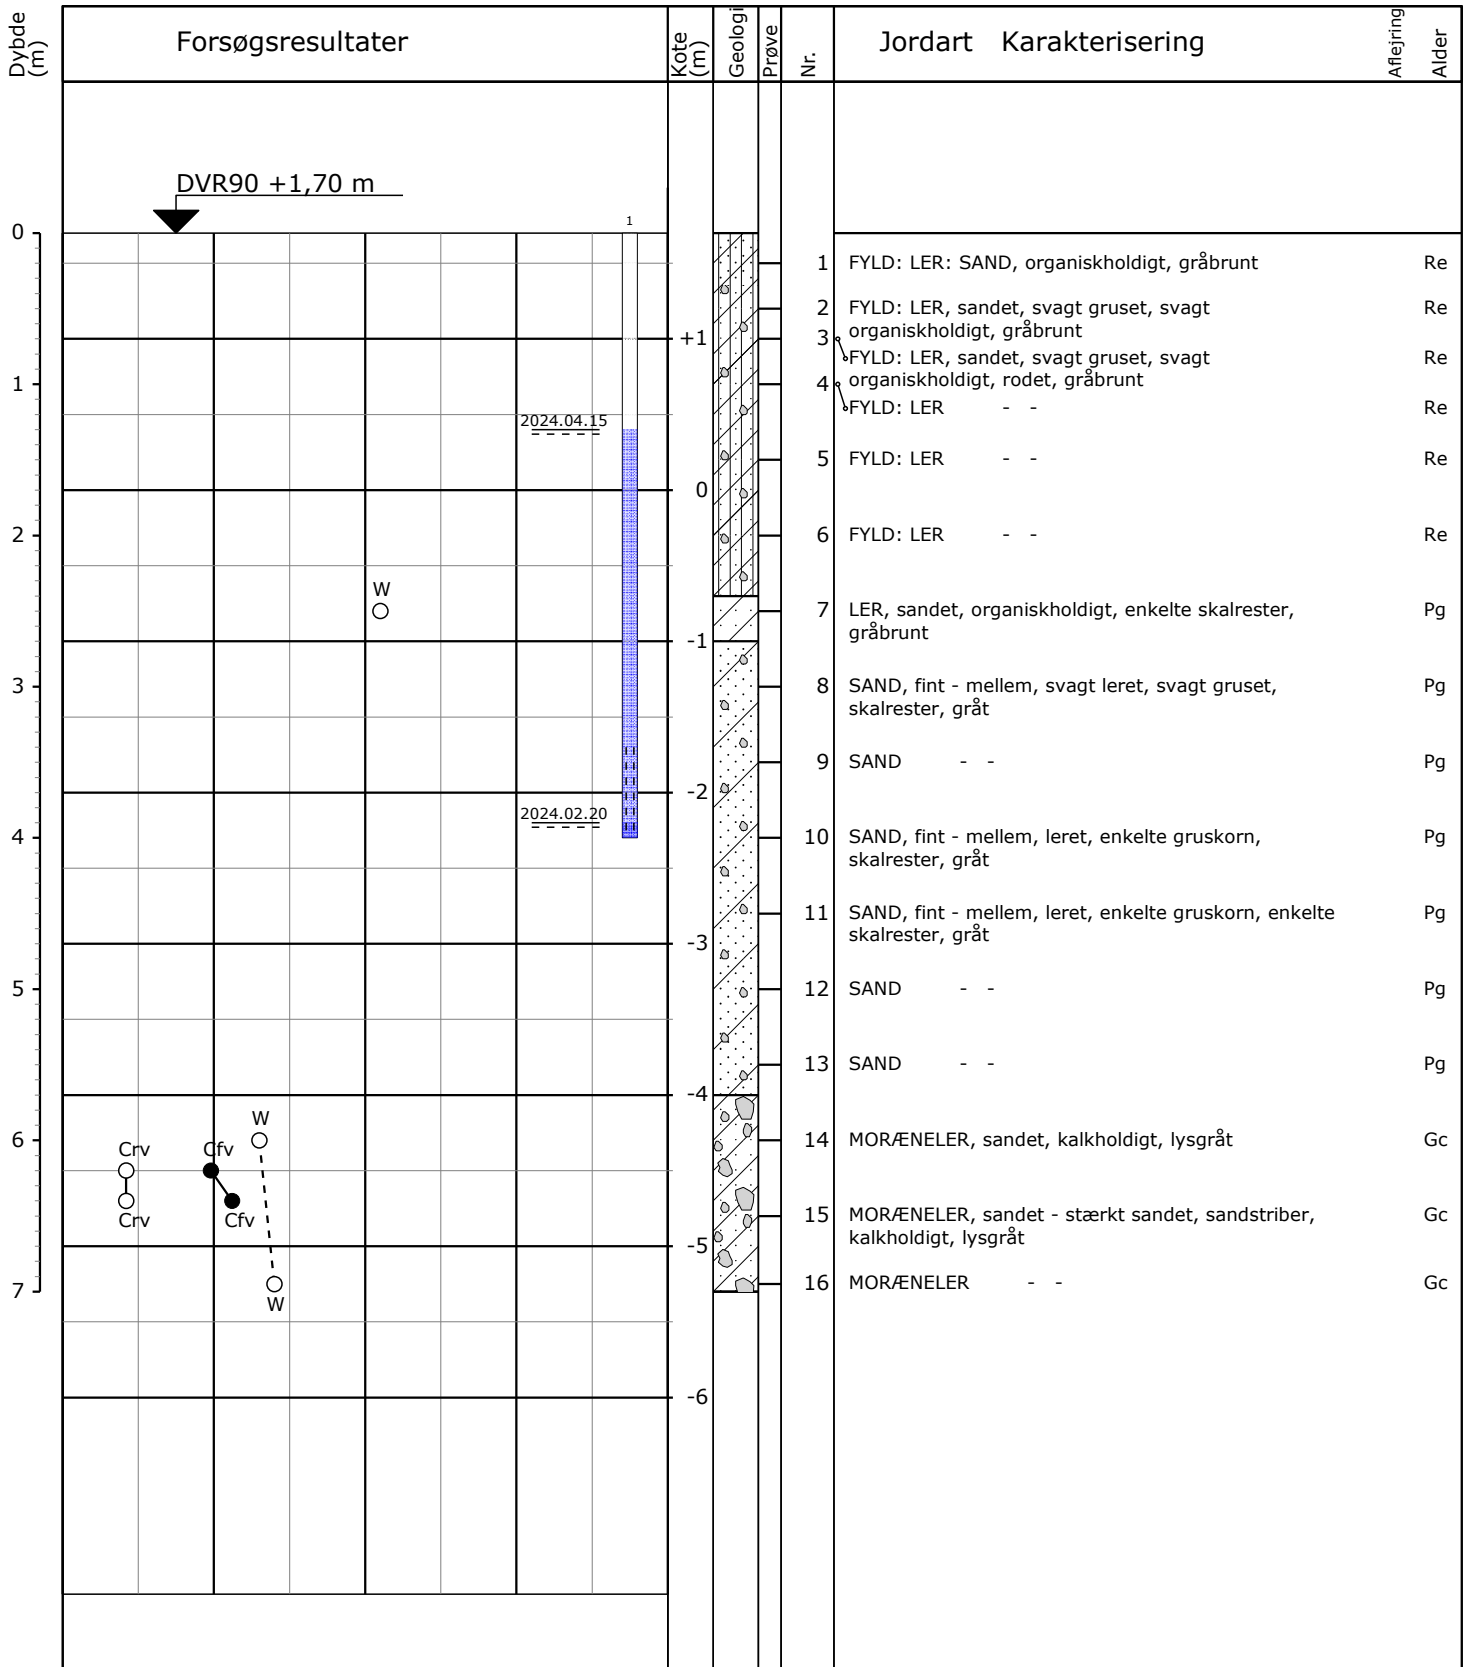 Dybde
(m)
Forsøgsresultater
Kote
(m)
Geologi
Prøve
Nr.
Jordart Karakterisering
Aflejring
Alder
DVR90 +1,70 m
1
0
1 FYLD: LER: SAND, organiskholdigt, gråbrunt Re
2 FYLD: LER, sandet, svagt gruset, svagt Re
organiskholdigt, gråbrunt
+1
3 FYLD: LER, sandet, svagt gruset, svagt Re
organiskholdigt, rodet, gråbrunt
1
4 FYLD: LER - - Re
2024.04.15
5 FYLD: LER - - Re
0
2
6 FYLD: LER - - Re
W
7 LER, sandet, organiskholdigt, enkelte skalrester, Pg
gråbrunt
-1
3
8 SAND, fint - mellem, svagt leret, svagt gruset, Pg
skalrester, gråt
9 SAND - - Pg
-2
2024.02.20
4
10 SAND, fint - mellem, leret, enkelte gruskorn, Pg
skalrester, gråt
11 SAND, fint - mellem, leret, enkelte gruskorn, enkelte Pg
skalrester, gråt
-3
5
12 SAND - - Pg
13 SAND - - Pg
-4
W
6
14 MORÆNELER, sandet, kalkholdigt, lysgråt Gc
Crv Cfv
Crv Cfv
15 MORÆNELER, sandet - stærkt sandet, sandstriber, Gc
kalkholdigt, lysgråt
-5
7
16 MORÆNELER - - Gc
W
-6